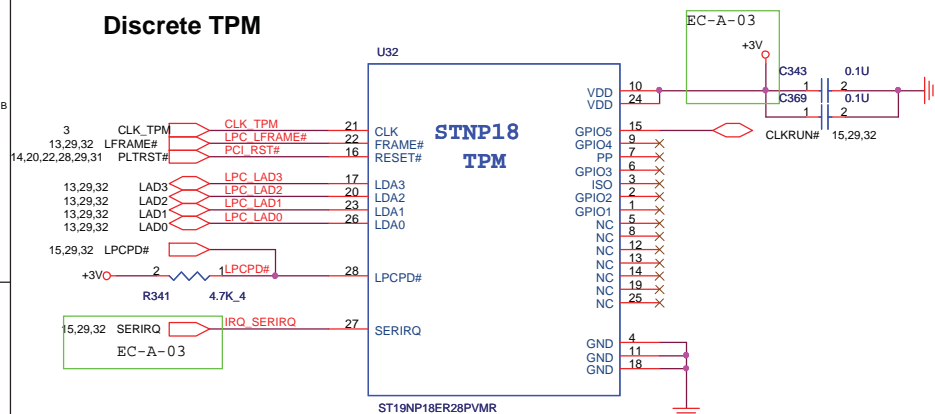 Discrete TPM
EC-A-03
U32
+3V
C343 0.1U
1 2
C369 0.1U
1 2
B
VDD 10
VDD 24
3 CLK_TPM CLK_TPM 21 CLK
STNP18
TPM
GPIO5 15
CLKRUN# 15,29,32
13,29,32 LFRAME# LPC_LFRAME# 22 FRAME#
GPIO4 9
14,20,22,28,29,31 PLTRST# PCI_RST# 16 RESET#
PP 7
GPIO3 6
13,29,32 LAD3 LPC_LAD3 17 LDA3
ISO 3
13,29,32 LAD2 LPC_LAD2 20 LDA2
GPIO2 2
13,29,32 LAD1 LPC_LAD1 23 LDA1
GPIO1 1
13,29,32 LAD0 LPC_LAD0 26 LDA0
NC 5
NC 8
15,29,32 LPCPD#
NC 12
NC 13
+3V 2 1 LPCPD# 28 LPCPD#
NC 14
NC 19
R341 4.7K_4
NC 25
15,29,32 SERIRQ IRQ_SERIRQ 27 SERIRQ
EC-A-03
GND 4
GND 11
GND 18
ST19NP18ER28PVMR